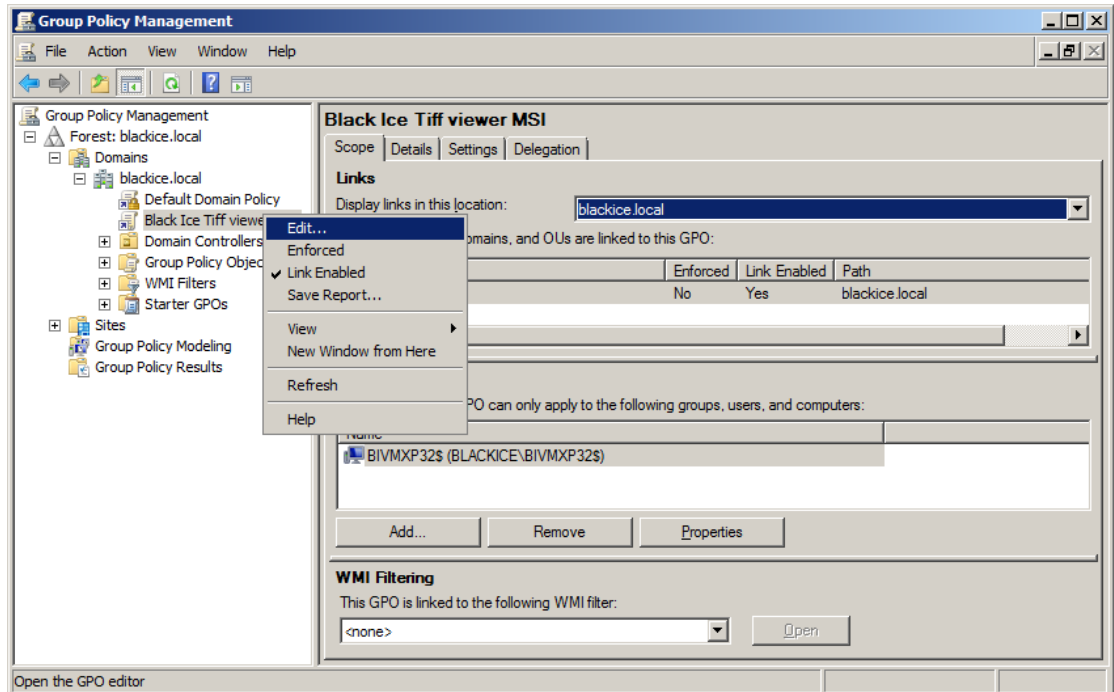 Group Policy Management
File Action View Window Help
Group Policy Management
Forest: blackice.local
Domains
blackice.local
Default Domain Policy
Black Ice Tiff viewe
Domain Controllers
Group Policy Objec
WMI Filters
Starter GPOs
Sites
Group Policy Modeling
Group Policy Results
Edit...
Enforced
Link Enabled
Save Report...
View
New Window from Here
Refresh
Help
Black Ice Tiff viewer MSI
Scope Details Settings Delegation
Links
Display links in this location: blackice.local
omains, and OUs are linked to this GPO:
Enforced Link Enabled Path
No Yes blackice.local
PO can only apply to the following groups, users, and computers:
Name
BIVMXP32$ (BLACKICE\BIVMXP32$)
Add... Remove Properties
WMI Filtering
This GPO is linked to the following WMI filter:
<none> Open
Open the GPO editor